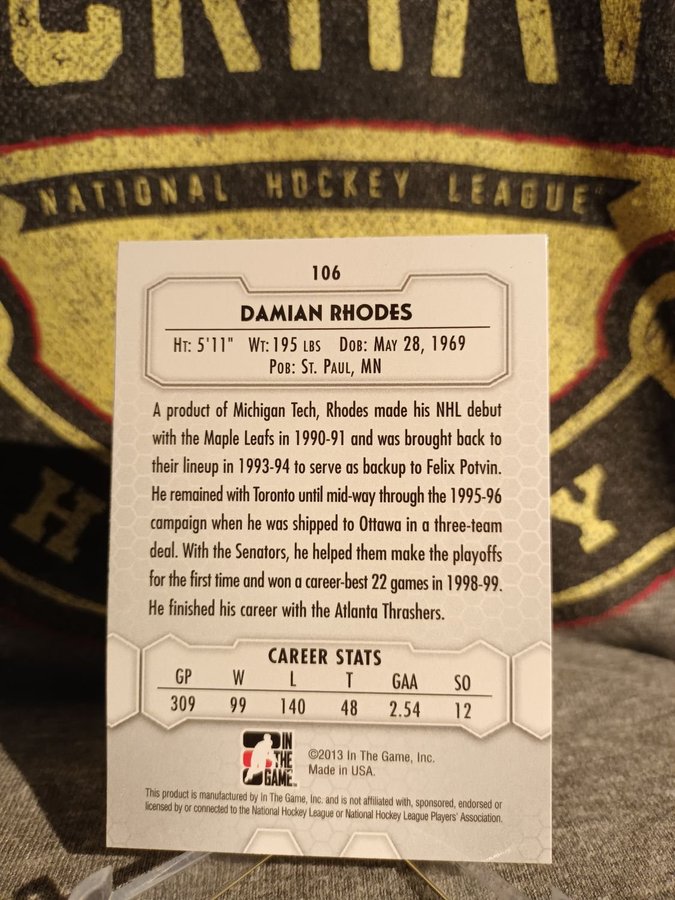 NATIONAL HOCKEY LEAGUE
106
DAMIAN RHODES
HT: 5'11" WT: 195 LBS DOB: MAY 28, 1969
POB: ST. PAUL, MN
A product of Michigan Tech, Rhodes made his NHL debut
with the Maple Leafs in 1990-91 and was brought back to
their lineup in 1993-94 to serve as backup to Felix Potvin.
He remained with Toronto until mid-way through the 1995-96
campaign when he was shipped to Ottawa in a three-team
deal. With the Senators, he helped them make the playoffs
for the first time and won a career-best 22 games in 1998-99.
He finished his career with the Atlanta Thrashers.
CAREER STATS
GP W L T GAA SO
309 99 140 48 2.54 12
IN
THE
GAME
©2013 In The Game, Inc.
Made in USA.
This product is manufactured by In The Game, Inc. and is not affiliated with, sponsored, endorsed or
licensed by or connected to the National Hockey League or National Hockey League Players' Association.